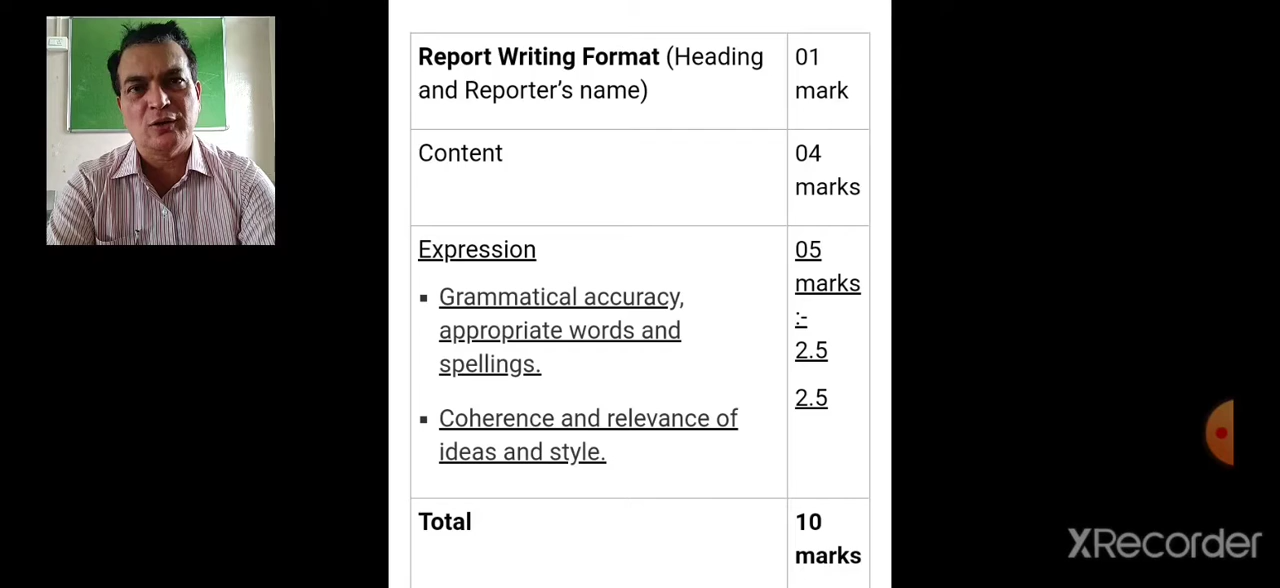 Report Writing Format (Heading
and Reporter's name)
01
mark
Content
04
marks
Expression
▪ Grammatical accuracy,
appropriate words and
spellings.
▪ Coherence and relevance of
ideas and style.
05
marks
:-
2.5
2.5
Total
10
marks
XRecorder